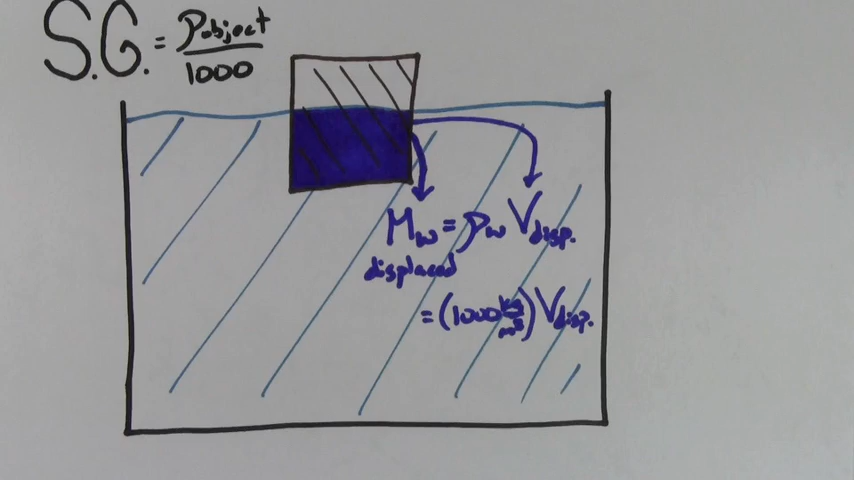 S.G. = ρobject
1000
Mw = ρw Vdisp.
displaced
= (1000 kg/m³) Vdisp.